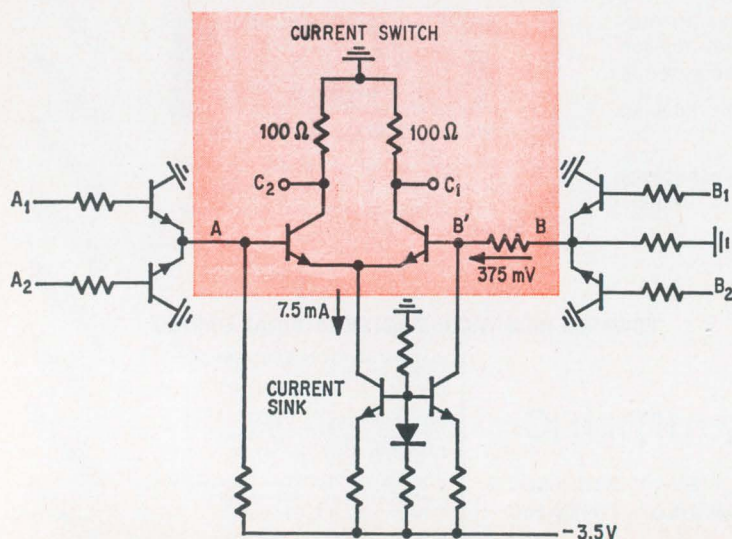 CURRENT SWITCH
100 Ω
100 Ω
C2
C1
A1
A2
A
B'
B
B1
B2
375 mV
7.5 mA
CURRENT
SINK
−3.5V